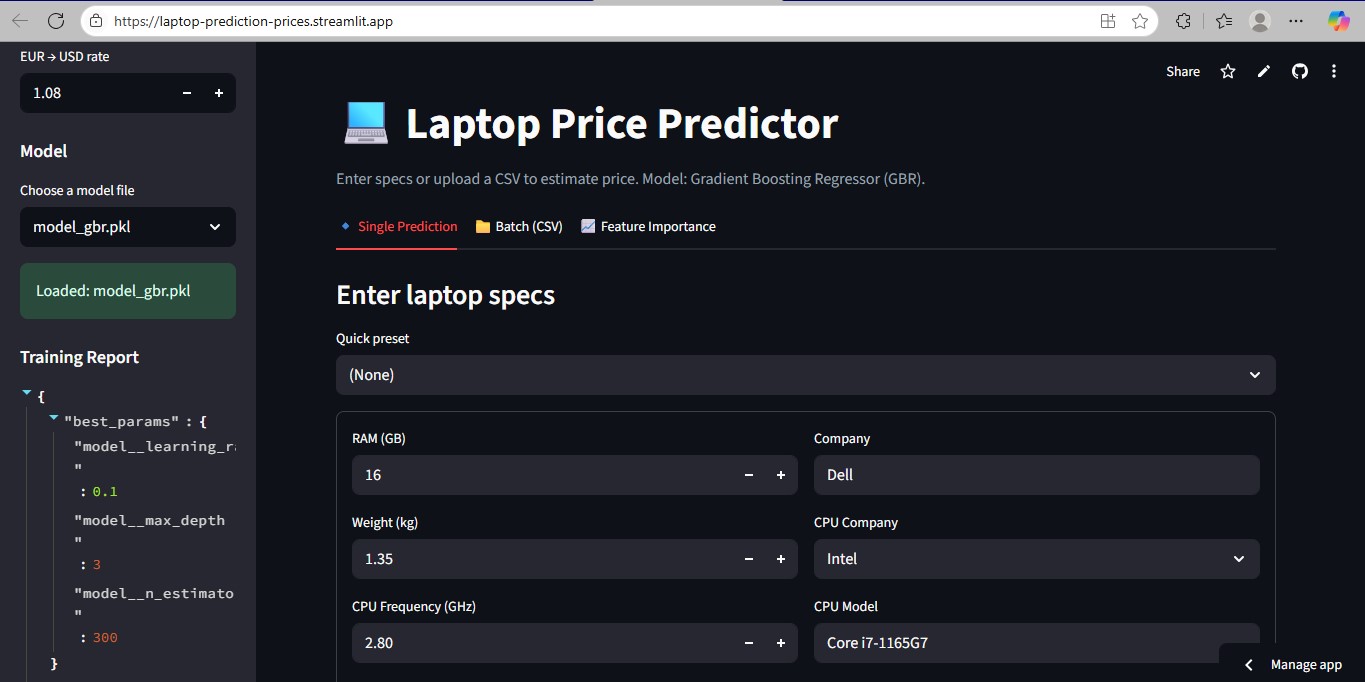 https://laptop-prediction-prices.streamlit.app
EUR → USD rate
1.08
Model
Choose a model file
model_gbr.pkl
Loaded: model_gbr.pkl
Training Report
{
"best_params" : {
"model__learning_ra
"
: 0.1
"model__max_depth
"
: 3
"model__n_estimato
"
: 300
}
Share
Laptop Price Predictor
Enter specs or upload a CSV to estimate price. Model: Gradient Boosting Regressor (GBR).
Single Prediction
Batch (CSV)
Feature Importance
Enter laptop specs
Quick preset
(None)
RAM (GB)
16
Company
Dell
Weight (kg)
1.35
CPU Company
Intel
CPU Frequency (GHz)
2.80
CPU Model
Core i7-1165G7
Manage app